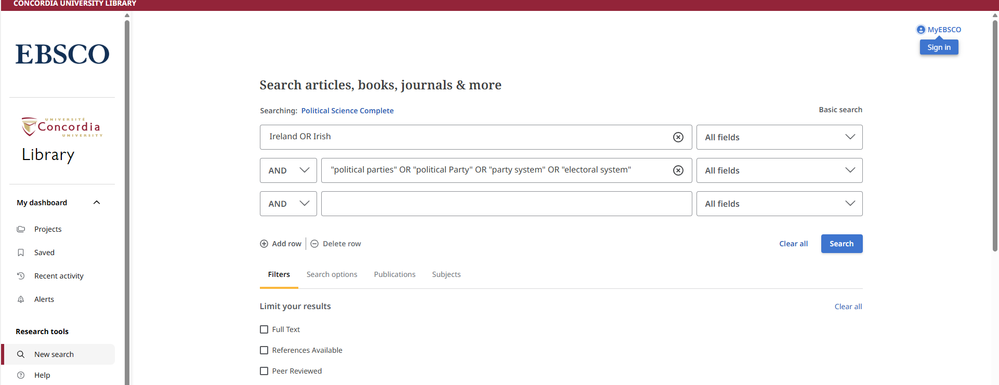 CONCORDIA UNIVERSITY LIBRARY
EBSCO
UNIVERSITÉ
Concordia
UNIVERSITY
Library
My dashboard
Projects
Saved
Recent activity
Alerts
Research tools
New search
Help
MyEBSCO
Sign in
Search articles, books, journals & more
Searching: Political Science Complete
Basic search
Ireland OR Irish
All fields
AND
"political parties" OR "political Party" OR "party system" OR "electoral system"
All fields
AND
All fields
Add row
Delete row
Clear all
Search
Filters
Search options
Publications
Subjects
Limit your results
Clear all
Full Text
References Available
Peer Reviewed